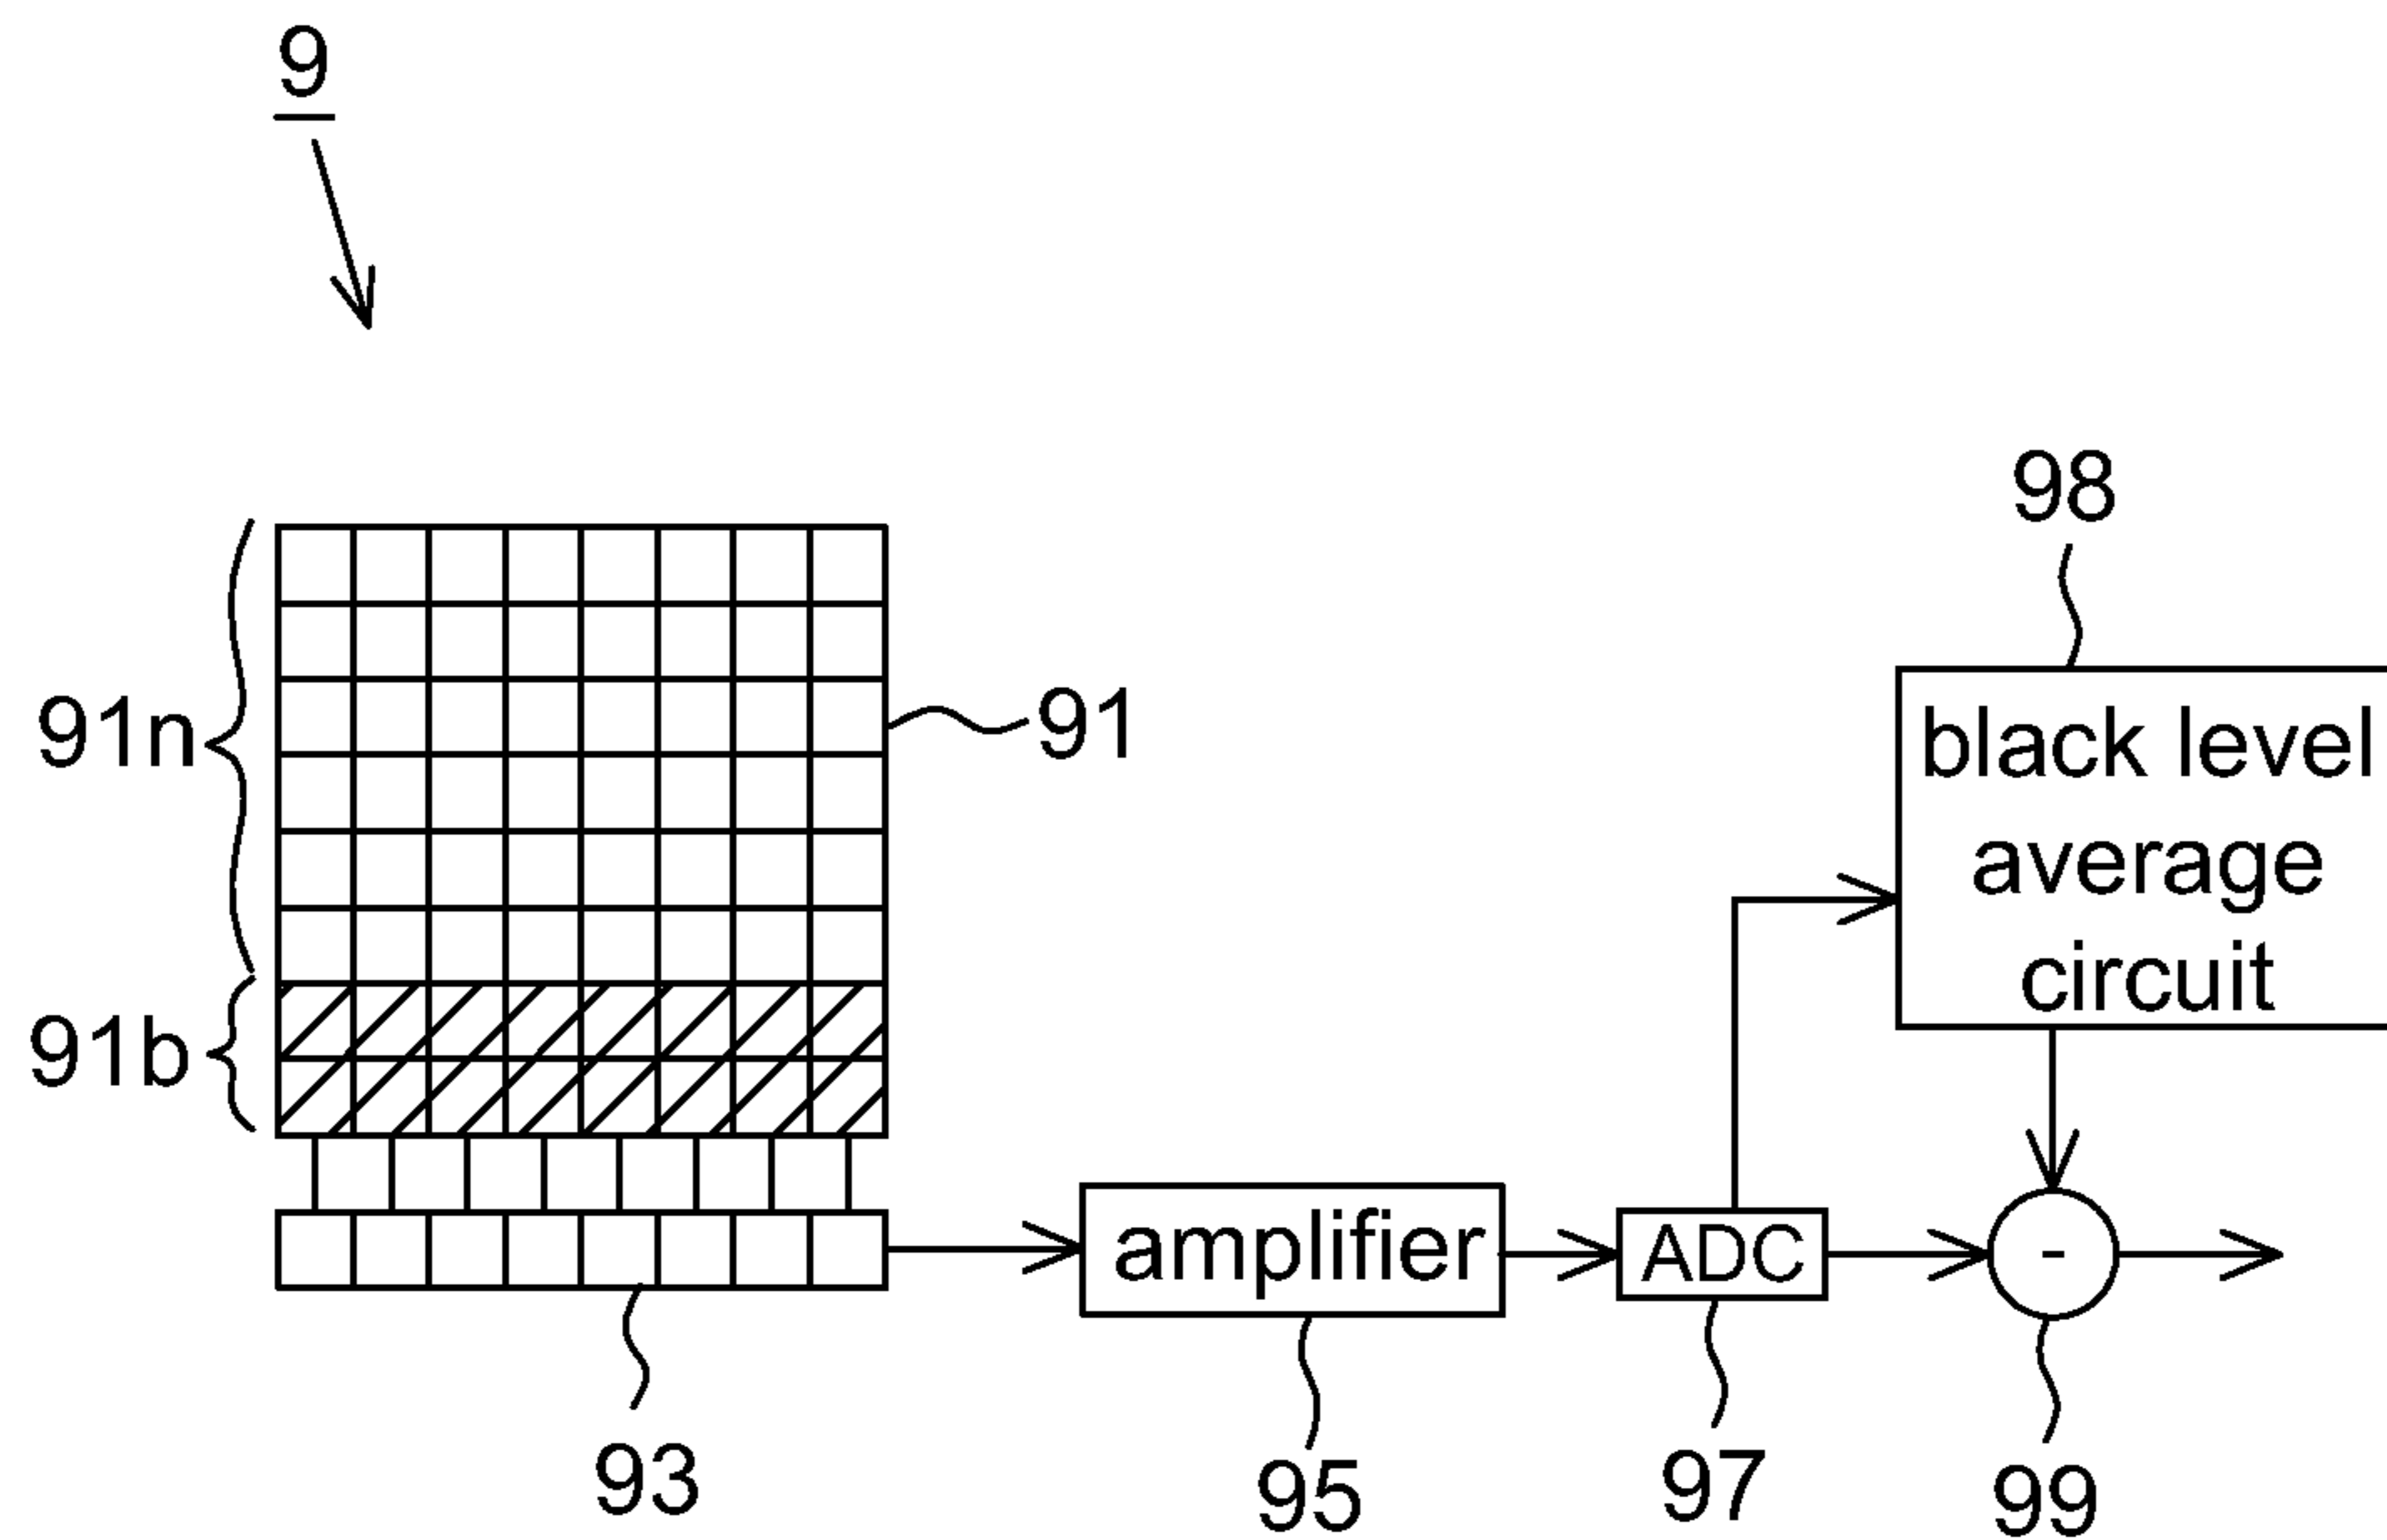 9
98
91n
91
black level
average
circuit
91b
amplifier
ADC
-
93
95
97
99